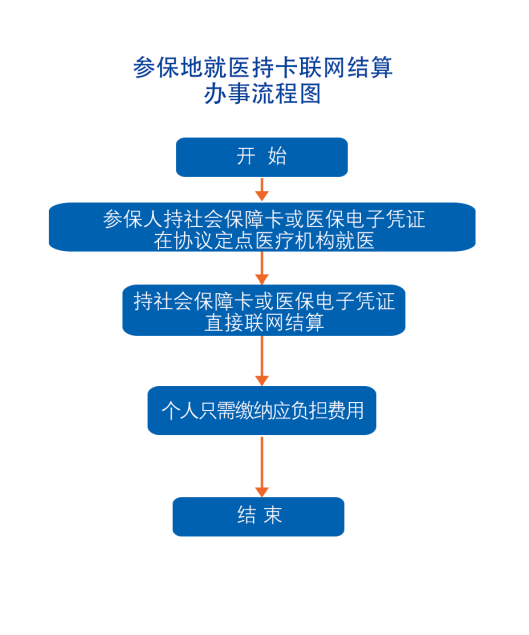 参保地就医持卡联网结算
办事流程图
开 始
参保人持社会保障卡或医保电子凭证
在协议定点医疗机构就医
持社会保障卡或医保电子凭证
直接联网结算
个人只需缴纳应负担费用
结 束